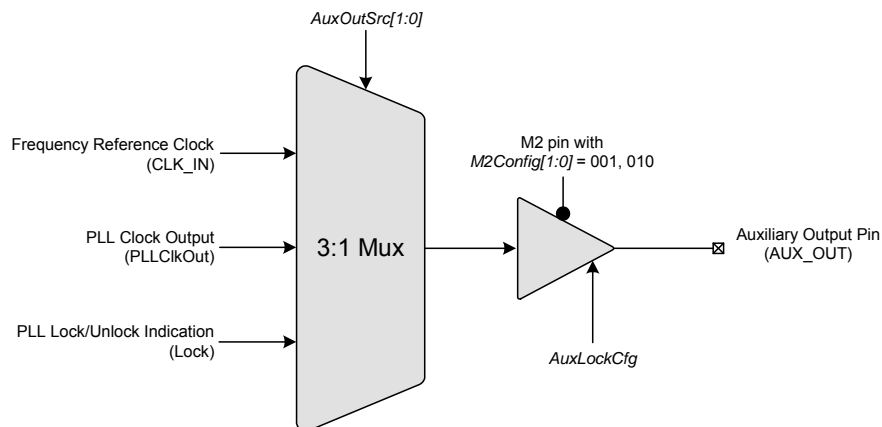 AuxOutSrc[1:0]
Frequency Reference Clock
(CLK_IN)
M2 pin with
M2Config[1:0] = 001, 010
PLL Clock Output
(PLLClkOut)
3:1 Mux
Auxiliary Output Pin
(AUX_OUT)
PLL Lock/Unlock Indication
(Lock)
AuxLockCfg